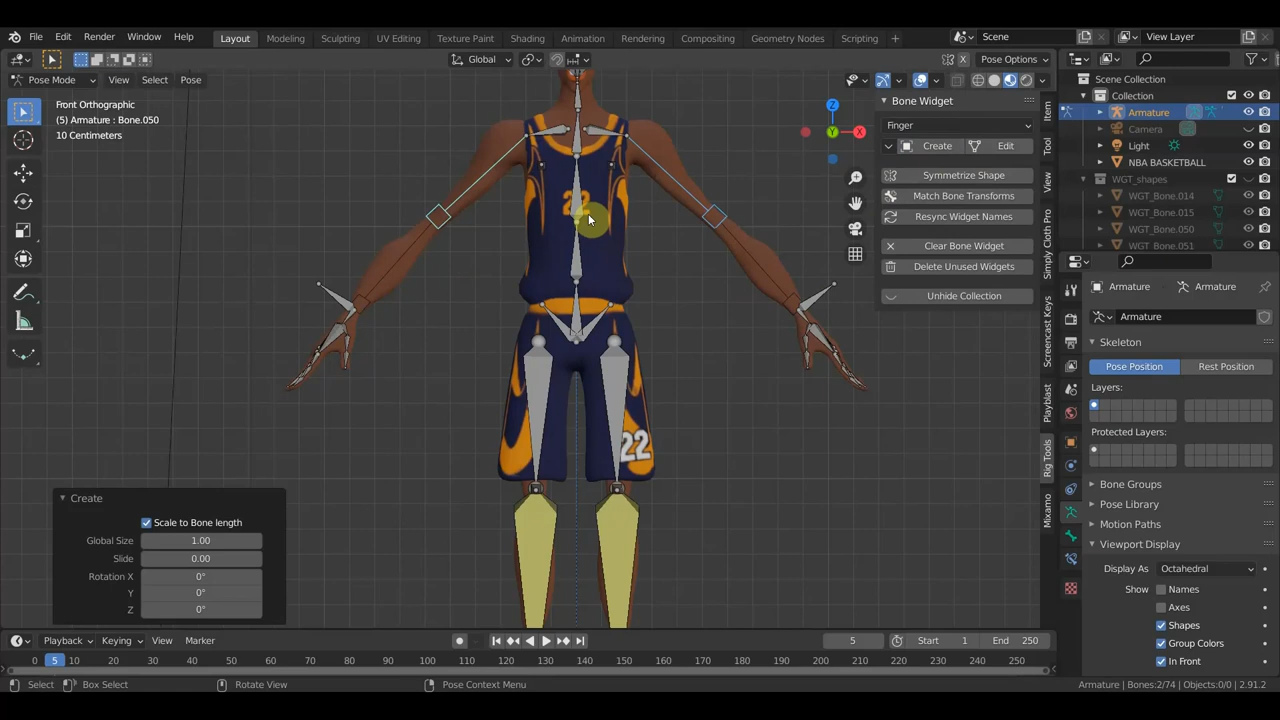 File Edit Render Window Help
Layout Modeling Sculpting UV Editing Texture Paint Shading Animation Rendering Compositing Geometry Nodes Scripting +
Scene View Layer
Global Pose Options
Pose Mode View Select Pose
Front Orthographic
(5) Armature : Bone.050
10 Centimeters
Z
X
Y
22
22
Bone Widget
Finger
Create Edit
Symmetrize Shape
Match Bone Transforms
Resync Widget Names
Clear Bone Widget
Delete Unused Widgets
Unhide Collection
Item
Tool
View
Simply Cloth Pro
Screencast Keys
Playblast
Rig Tools
Mixamo
Scene Collection
Collection
Armature
Camera
Light
NBA BASKETBALL
WGT_shapes
WGT_Bone.014
WGT_Bone.015
WGT_Bone.050
WGT_Bone.051
Armature Armature
Armature
Skeleton
Pose Position Rest Position
Layers:
Protected Layers:
Bone Groups
Pose Library
Motion Paths
Viewport Display
Display As Octahedral
Show Names
Axes
Shapes
Group Colors
In Front
Create
Scale to Bone length
Global Size 1.00
Slide 0.00
Rotation X 0°
Y 0°
Z 0°
Playback Keying View Marker
5 Start 1 End 250
0 5 10 20 30 40 50 60 70 80 90 100 110 120 130 140 150 160 170 180 190 200 210 220 230 240 250
Select Box Select Rotate View Pose Context Menu
Armature | Bones:2/74 | Objects:0/0 | 2.91.2